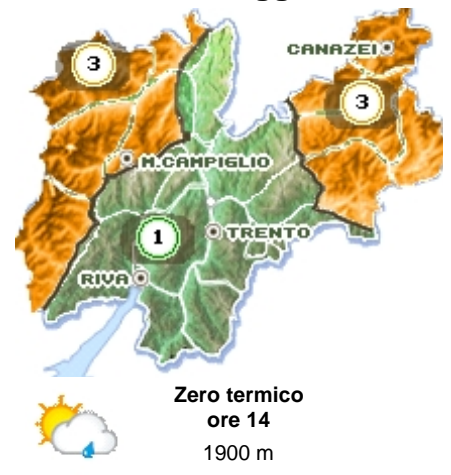 CANAZEI
3
3
M.CAMPIGLIO
1
TRENTO
RIVA
Zero termico
ore 14
1900 m